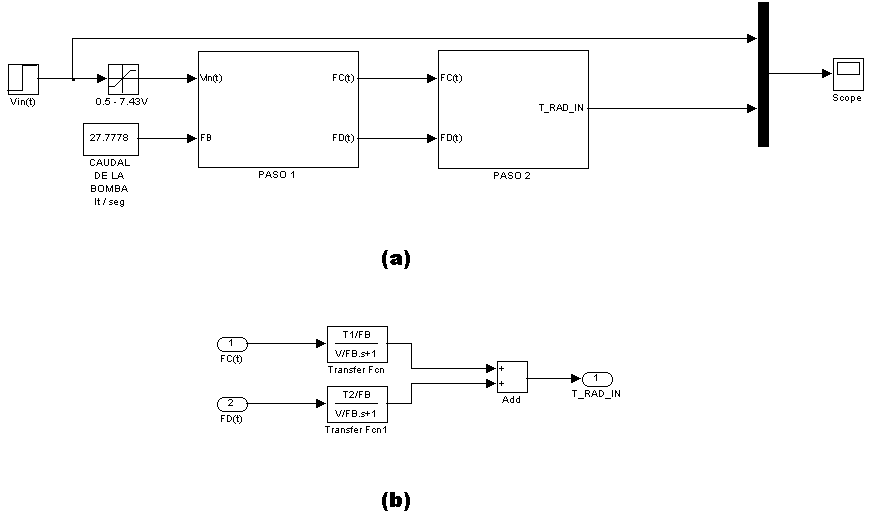 Vin(t)
0.5 - 7.43V
27.7778
CAUDAL
DE LA
BOMBA
lt / seg
Vin(t)
FB
FC(t)
FD(t)
PASO 1
FC(t)
FD(t)
T_RAD_IN
PASO 2
Scope
(a)
1
FC(t)
T1/FB
V/FB.s+1
Transfer Fcn
2
FD(t)
T2/FB
V/FB.s+1
Transfer Fcn1
+
+
Add
1
T_RAD_IN
(b)